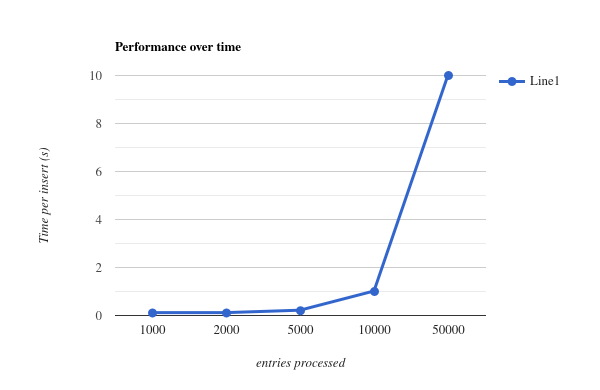 Performance over time
10
8
6
4
2
0
Time per insert (s)
1000 2000 5000 10000 50000
entries processed
Line1